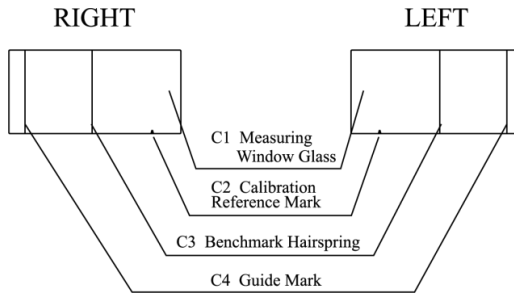 RIGHT
LEFT
C1 Measuring
Window Glass
C2 Calibration
Reference Mark
C3 Benchmark Hairspring
C4 Guide Mark